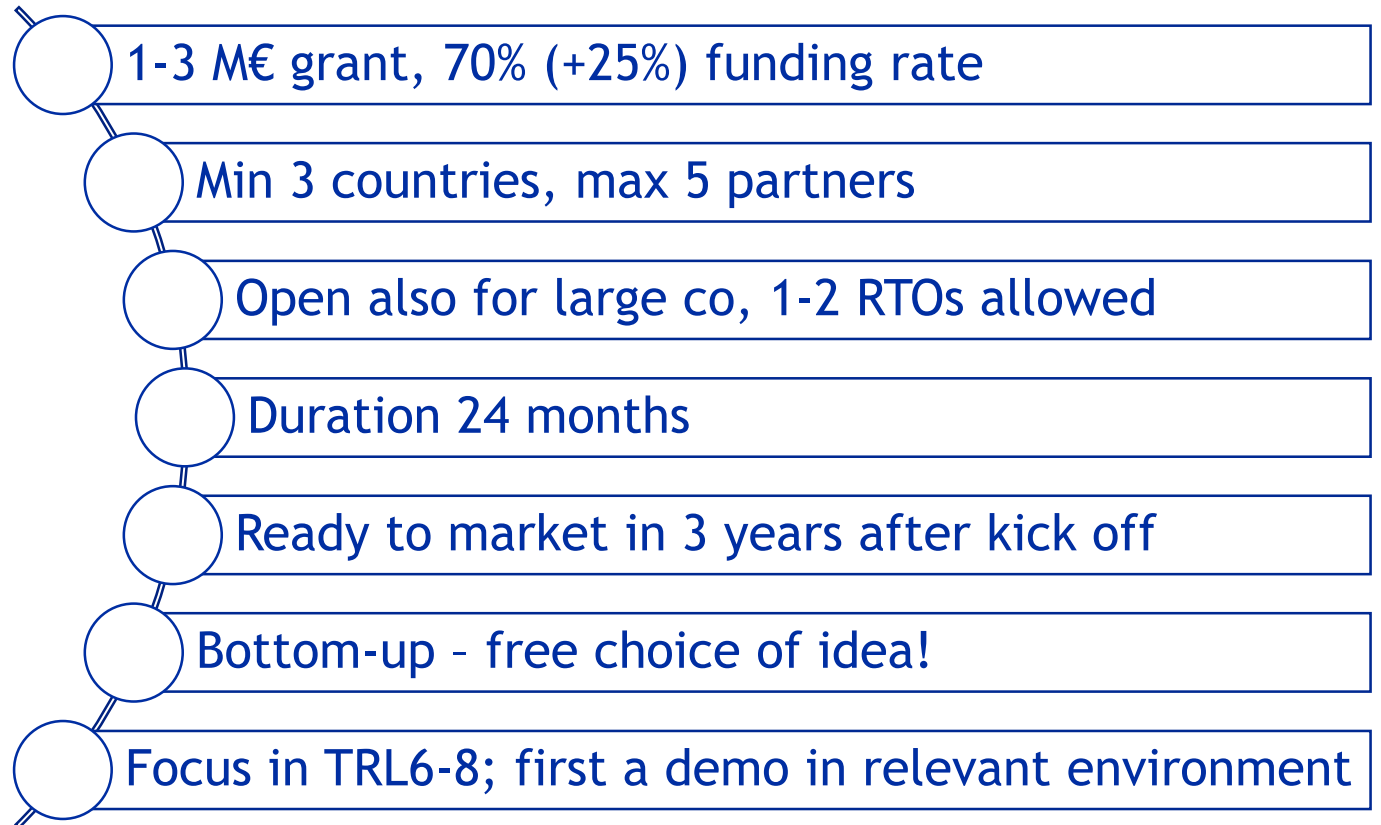 1-3 M€ grant, 70% (+25%) funding rate
Min 3 countries, max 5 partners
Open also for large co, 1-2 RTOs allowed
Duration 24 months
Ready to market in 3 years after kick off
Bottom-up – free choice of idea!
Focus in TRL6-8; first a demo in relevant environment